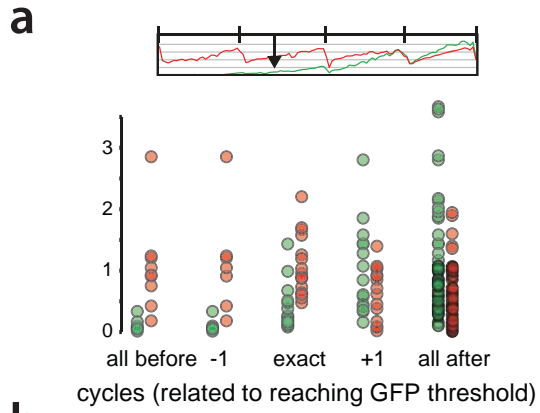 a
3
2
1
0
all before -1 exact +1 all after
cycles (related to reaching GFP threshold)